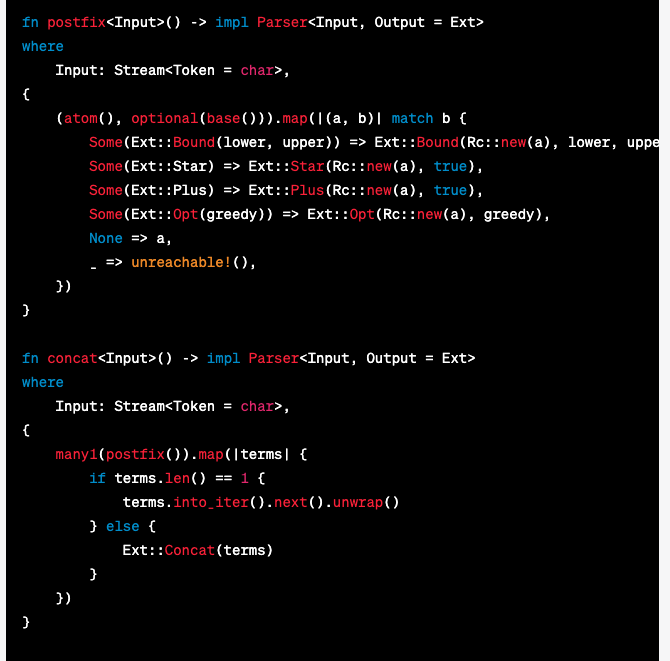 fn postfix<Input>() -> impl Parser<Input, Output = Ext>
where
    Input: Stream<Token = char>,
{
    (atom(), optional(base())).map(|(a, b)| match b {
        Some(Ext::Bound(lower, upper)) => Ext::Bound(Rc::new(a), lower, uppe
        Some(Ext::Star) => Ext::Star(Rc::new(a), true),
        Some(Ext::Plus) => Ext::Plus(Rc::new(a), true),
        Some(Ext::Opt(greedy)) => Ext::Opt(Rc::new(a), greedy),
        None => a,
        _ => unreachable!(),
    })
}

fn concat<Input>() -> impl Parser<Input, Output = Ext>
where
    Input: Stream<Token = char>,
{
    many1(postfix()).map(|terms| {
        if terms.len() == 1 {
            terms.into_iter().next().unwrap()
        } else {
            Ext::Concat(terms)
        }
    })
}